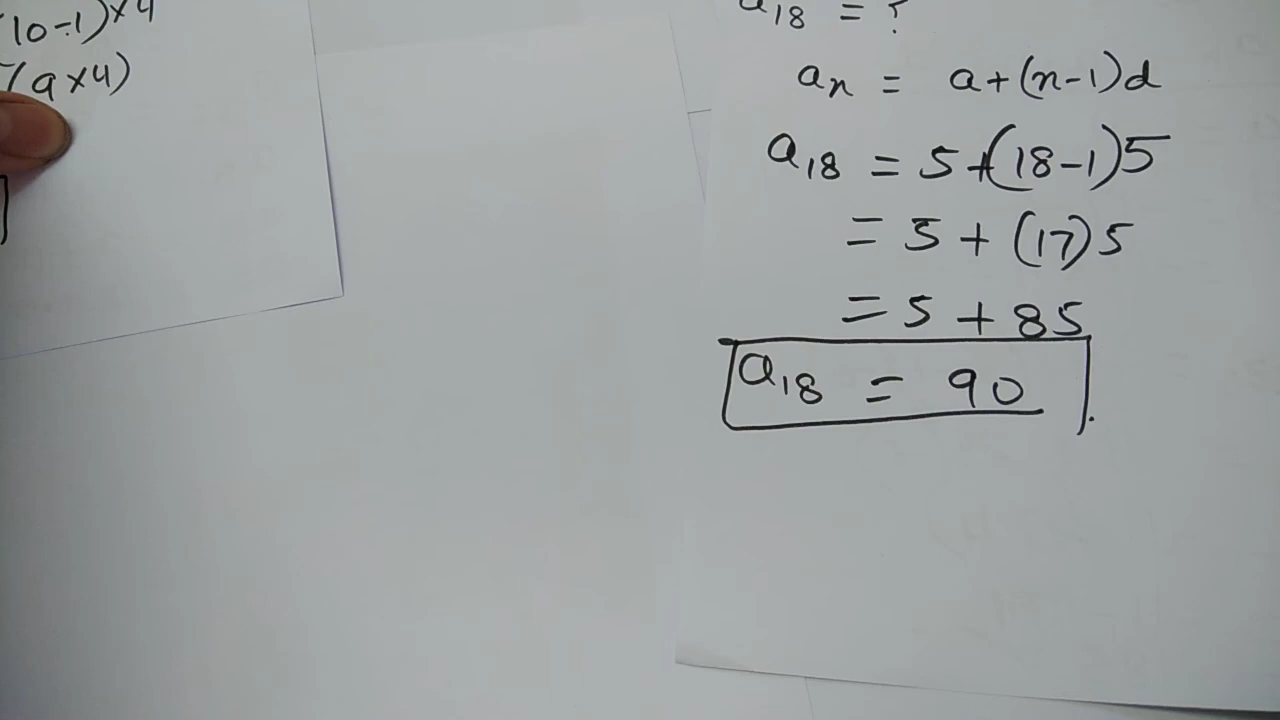 10-1)×4
(9×4)
a18 = ?
an = a+(n-1)d
a18 = 5+(18-1)5
= 5 + (17)5
= 5 + 85
a18 = 90